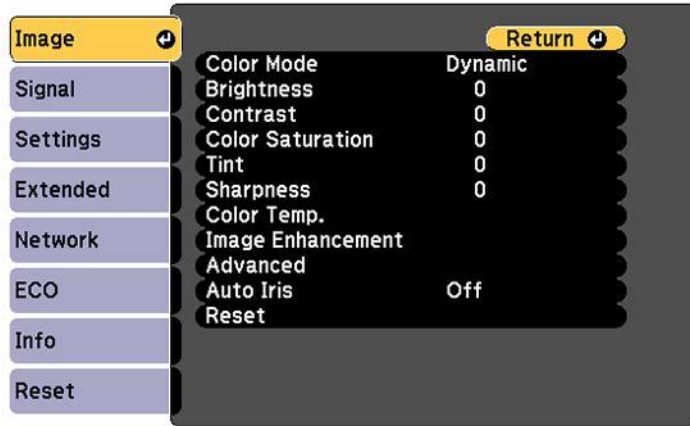 Image
Signal
Settings
Extended
Network
ECO
Info
Reset
Return
Color Mode Dynamic
Brightness 0
Contrast 0
Color Saturation 0
Tint 0
Sharpness 0
Color Temp.
Image Enhancement
Advanced
Auto Iris Off
Reset